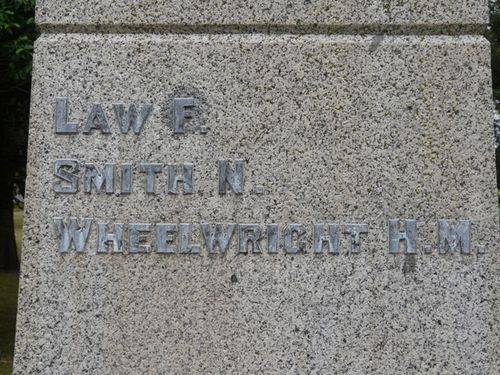 Law F.
Smith N.
Wheelwright H.M.